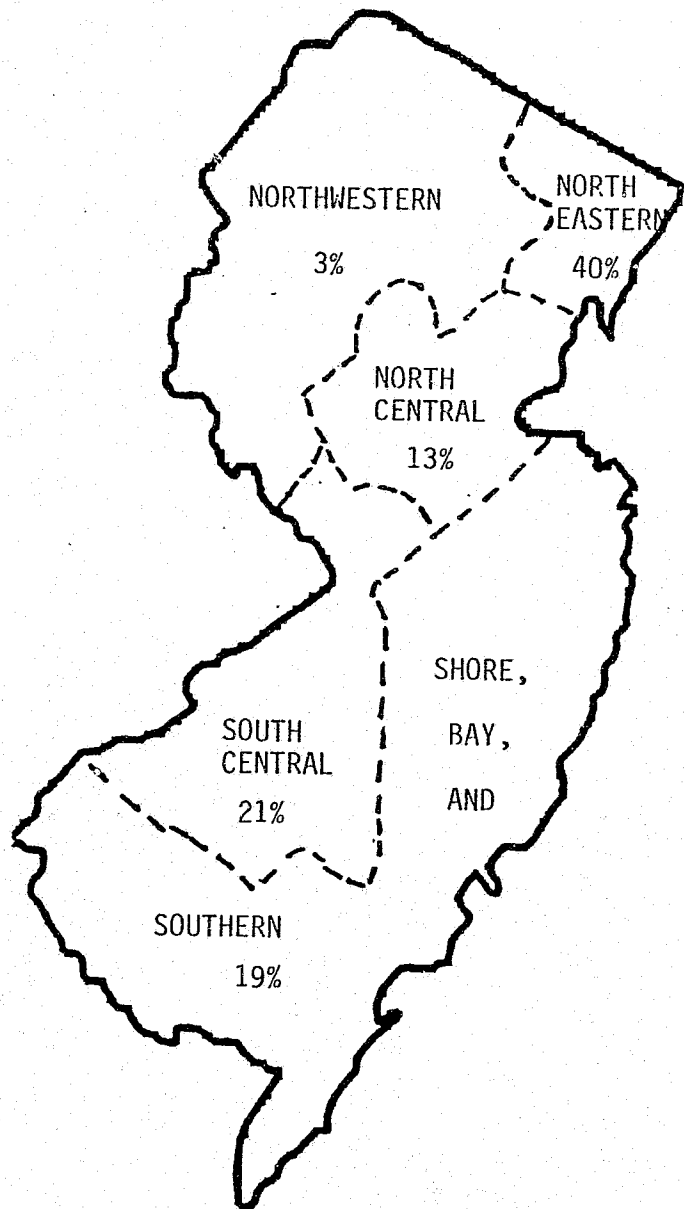 NORTHWESTERN
3%
NORTH
EASTERN
40%
NORTH
CENTRAL
13%
SHORE,
BAY,
AND
SOUTH
CENTRAL
21%
SOUTHERN
19%